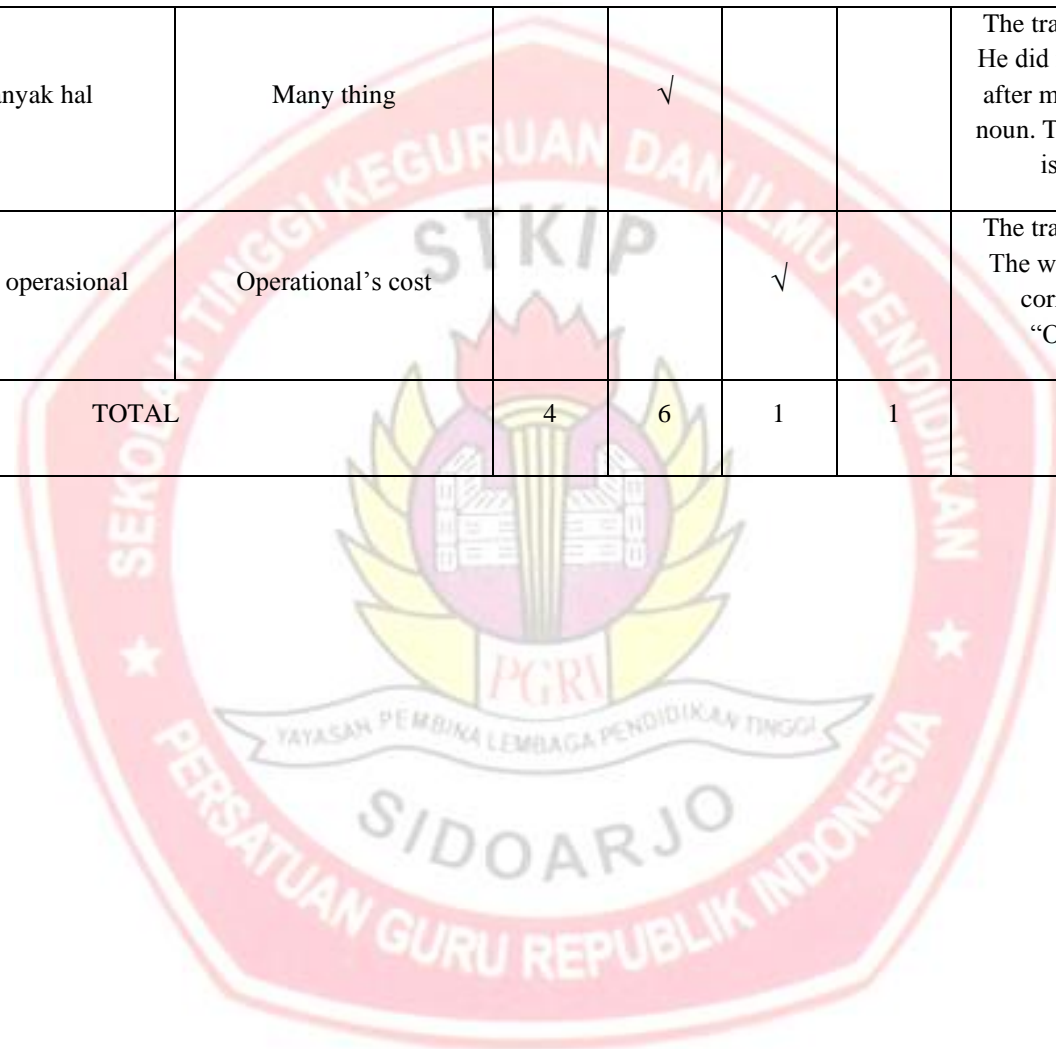 anyak hal Many thing √ The tra
He did
after m
noun. T
is
operasional Operational's cost √ The tra
The w
corr
"O
TOTAL 4 6 1 1
SEKOLAH TINGGI KEGURUAN DAN ILMU PENDIDIKAN
STKIP
PGRI
YAYASAN PEMBINA LEMBAGA PENDIDIKAN TINGGI
SIDOARJO
PERSATUAN GURU REPUBLIK INDONESIA